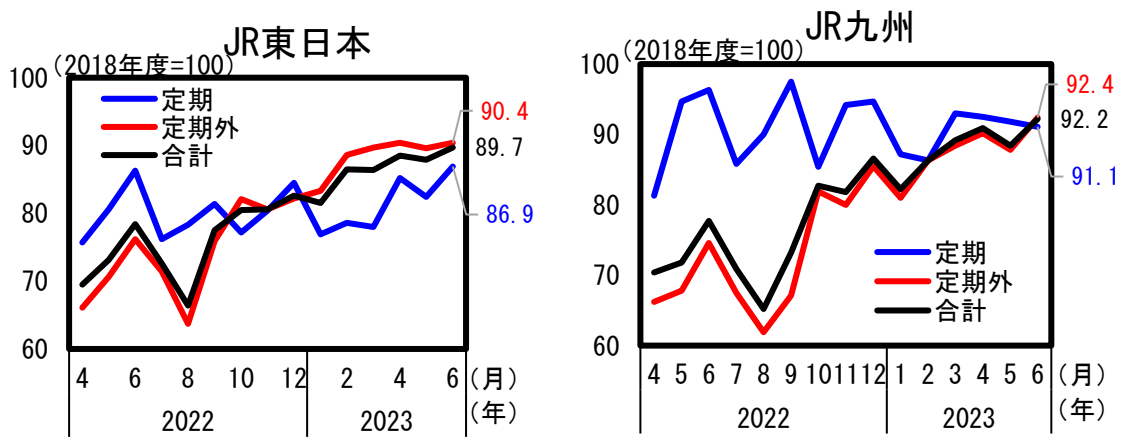 JR東日本
(2018年度=100)
100
90
80
70
60
定期
定期外
合計
90.4
89.7
86.9
4 6 8 10 12 2 4 6 (月)
2022 2023 (年)
JR九州
(2018年度=100)
100
90
80
70
60
92.4
92.2
91.1
定期
定期外
合計
4 5 6 7 8 9 10 11 12 1 2 3 4 5 6 (月)
2022 2023 (年)